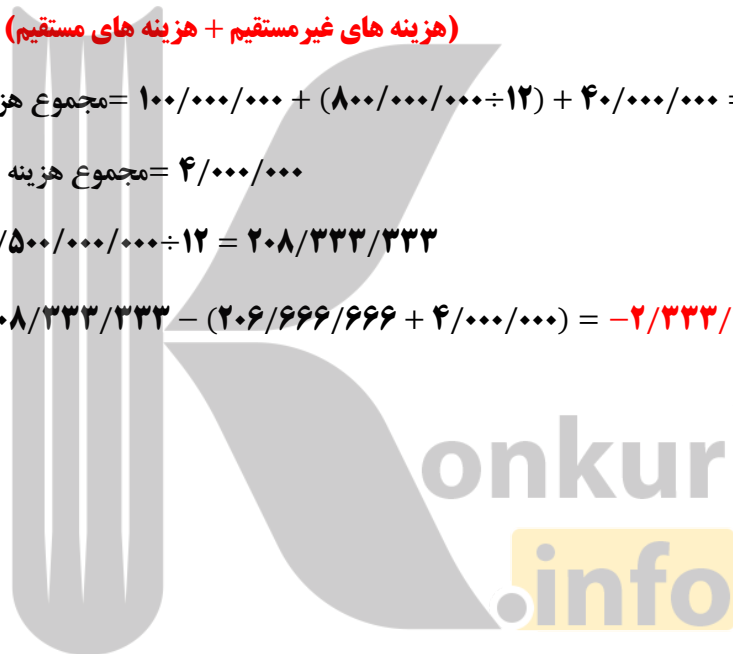 (هزینه های غیرمستقیم + هزینه های مستقیم)
= ۴۰/۰۰۰/۰۰۰ + (۸۰۰/۰۰۰/۰۰۰÷۱۲) + ۱۰۰/۰۰۰/۰۰۰ =مجموع
۴/۰۰۰/۰۰۰ =مجموع هزینه
/۵۰۰/۰۰۰/۰۰۰÷۱۲ = ۲۰۸/۳۳۳/۳۳۳
۰۸/۳۳۳/۳۳۳ − (۲۰۶/۶۶۶/۶۶۶ + ۴/۰۰۰/۰۰۰) = −۲/۳۳۳/
onkur
.info